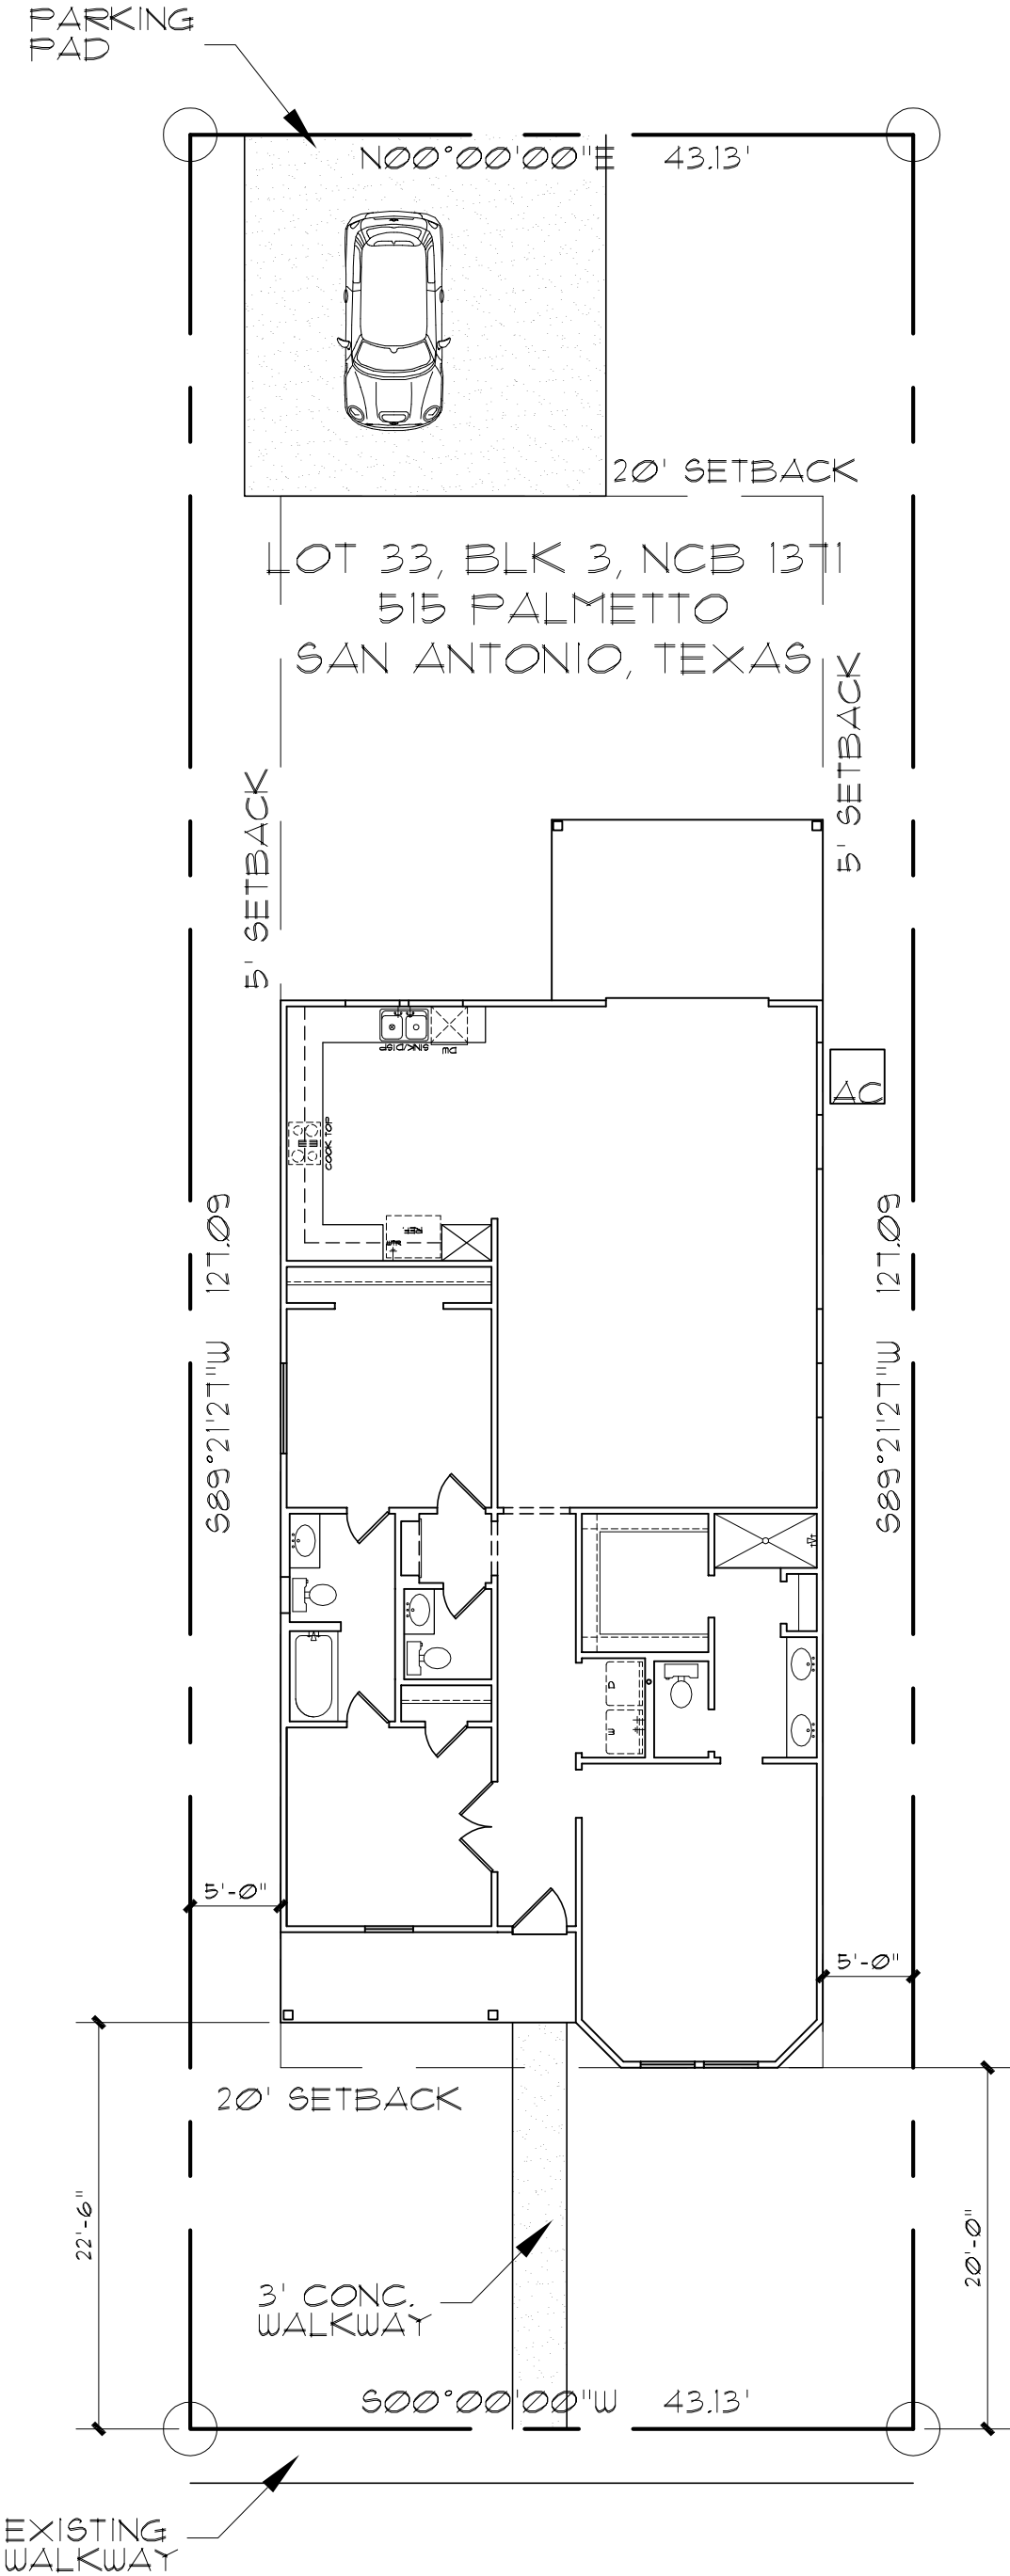 PARKING
PAD
N00°00'00"E 43.13'
20' SETBACK
LOT 33, BLK 3, NCB 1371
515 PALMETTO
SAN ANTONIO, TEXAS
5' SETBACK
5' SETBACK
SINK/DISP
DW
AC
COOK TOP
REF.
WTR
S89°21'27"W 127.09
S89°21'27"W 127.09
D
W
5'-0"
5'-0"
20' SETBACK
22'-6"
20'-0"
3' CONC.
WALKWAY
S00°00'00"W 43.13'
EXISTING
WALKWAY